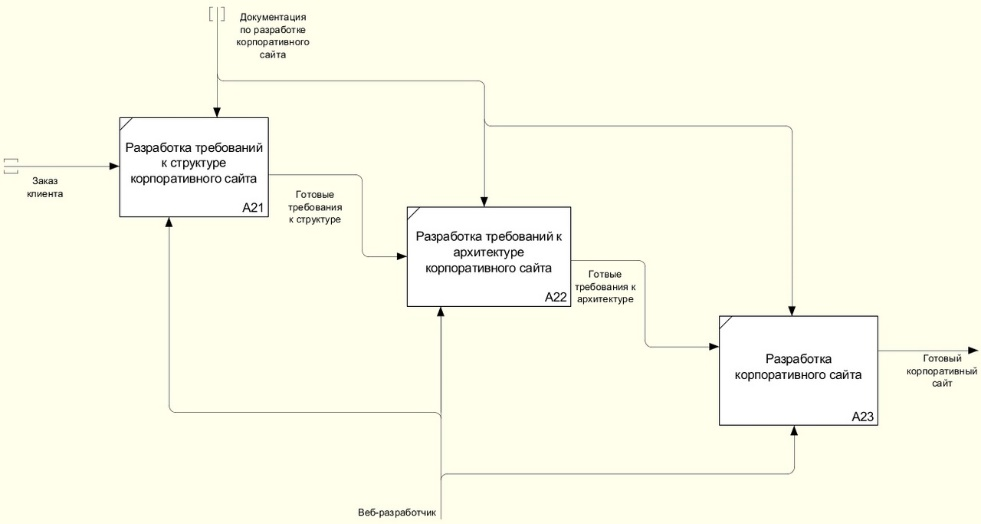 Документация
по разработке
корпоративного
сайта
Разработка требований
к структуре
корпоративного сайта
A21
Заказ
клиента
Готовые
требования
к структуре
Разработка требований к
архитектуре
корпоративного сайта
A22
Готвые
требования к
архитектуре
Разработка
корпоративного сайта
A23
Готовый
корпоративный
сайт
Веб-разработчик